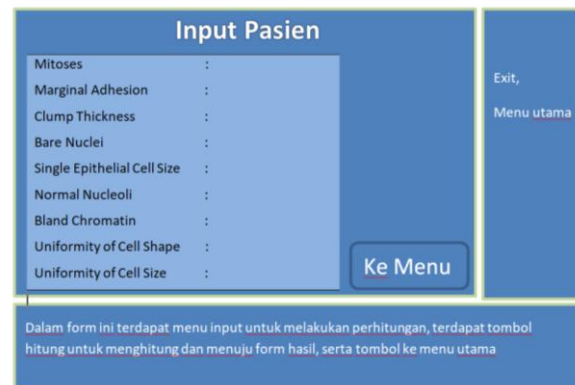 Input Pasien
Mitoses :
Marginal Adhesion :
Clump Thickness :
Bare Nuclei :
Single Epithelial Cell Size :
Normal Nucleoli :
Bland Chromatin :
Uniformity of Cell Shape :
Uniformity of Cell Size :
Ke Menu
Exit,
Menu utama
Dalam form ini terdapat menu input untuk melakukan perhitungan, terdapat tombol
hitung untuk menghitung dan menuju form hasil, serta tombol ke menu utama